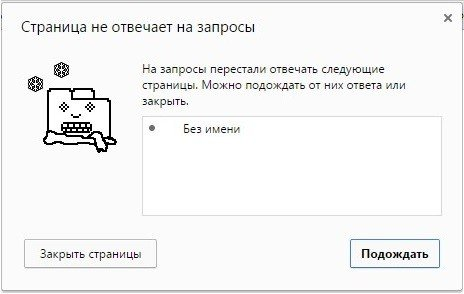 Страница не отвечает на запросы
На запросы перестали отвечать следующие
страницы. Можно подождать от них ответа или
закрыть.
Без имени
Закрыть страницы
Подождать